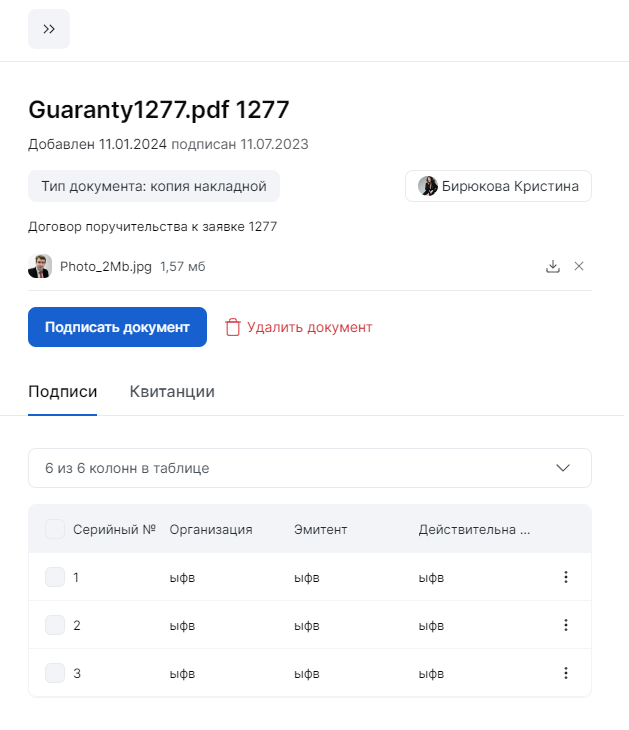 Guaranty1277.pdf 1277
Добавлен 11.01.2024 подписан 11.07.2023
Тип документа: копия накладной Бирюкова Кристина
Договор поручительства к заявке 1277
Photo_2Mb.jpg 1,57 мб
Подписать документ Удалить документ
Подписи Квитанции
6 из 6 колонн в таблице
Серийный № Организация Эмитент Действительна ...
1 ыфв ыфв ыфв
2 ыфв ыфв ыфв
3 ыфв ыфв ыфв